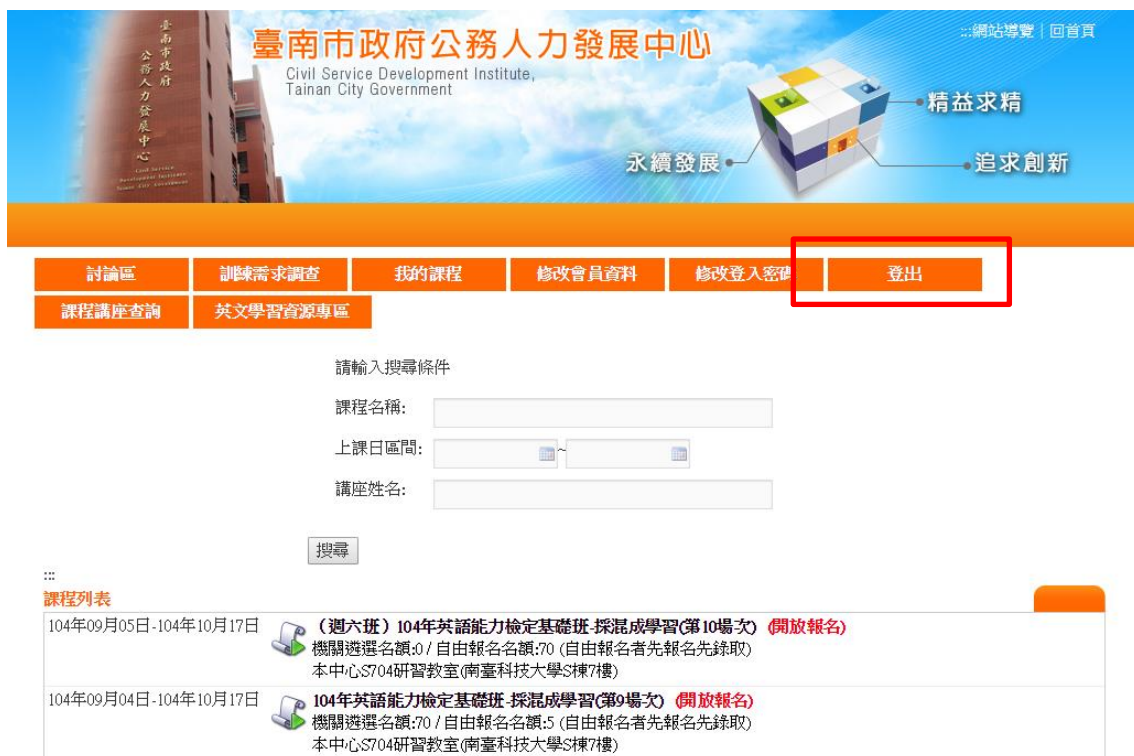 臺南市政府
公務人力發展中心
臺南市政府公務人力發展中心
Civil Service Development Institute,
Tainan City Government
:::網站導覽│回首頁
精益求精
永續發展
追求創新
討論區 訓練需求調查 我的課程 修改會員資料 修改登入密碼 登出
課程講座查詢 英文學習資源專區
請輸入搜尋條件
課程名稱:
上課日區間: ~
講座姓名:
搜尋
:::
課程列表
104年09月05日-104年10月17日 （週六班）104年英語能力檢定基礎班-採混成學習(第10場次) (開放報名)
機關遴選名額:0 / 自由報名名額:70 (自由報名者先報名先錄取)
本中心S704研習教室(南臺科技大學S棟7樓)
104年09月04日-104年10月17日 104年英語能力檢定基礎班-採混成學習(第9場次) (開放報名)
機關遴選名額:70 / 自由報名名額:5 (自由報名者先報名先錄取)
本中心S704研習教室(南臺科技大學S棟7樓)